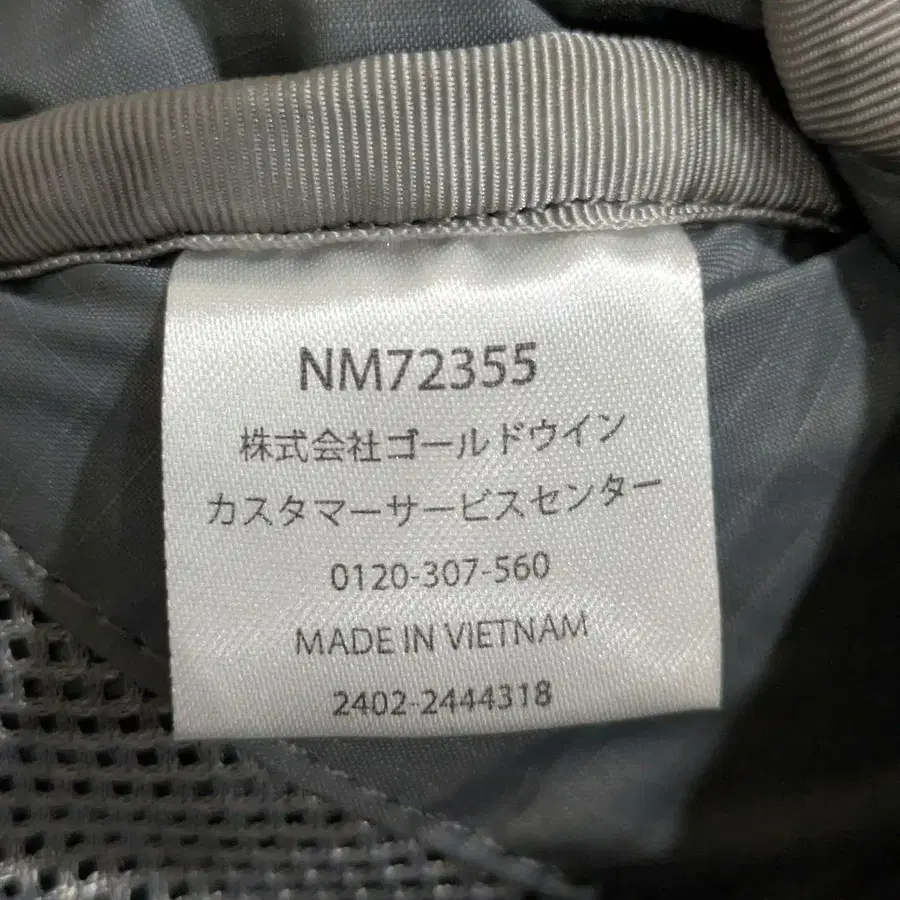 NM72355
株式会社ゴールドウイン
カスタマーサービスセンター
0120-307-560
MADE IN VIETNAM
2402-2444318